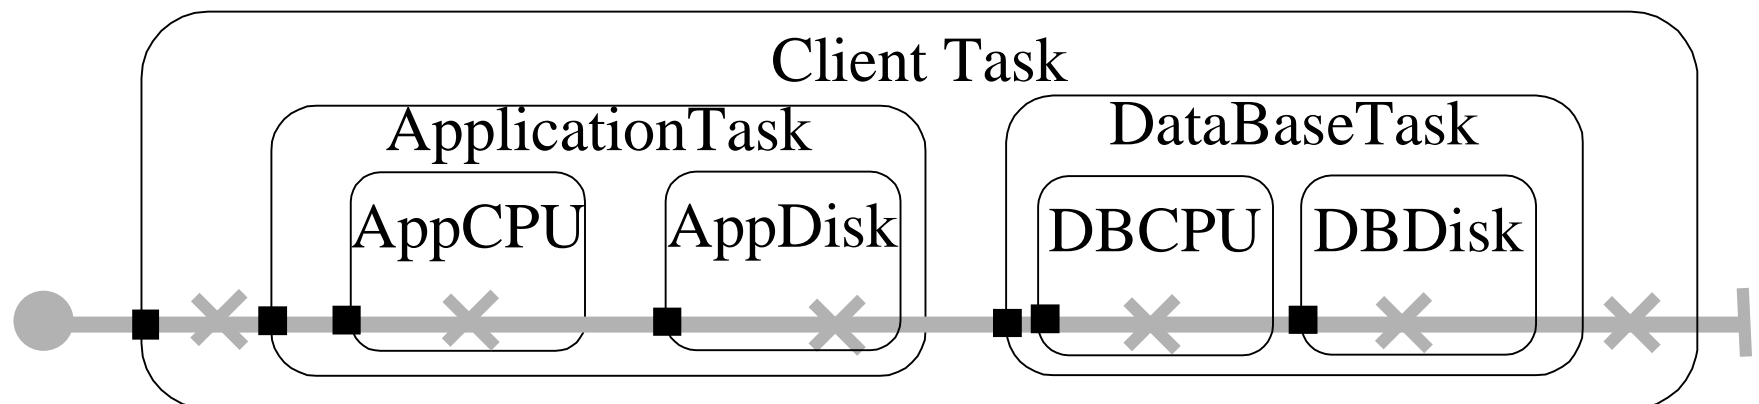 Client Task
ApplicationTask
DataBaseTask
AppCPU
AppDisk
DBCPU
DBDisk